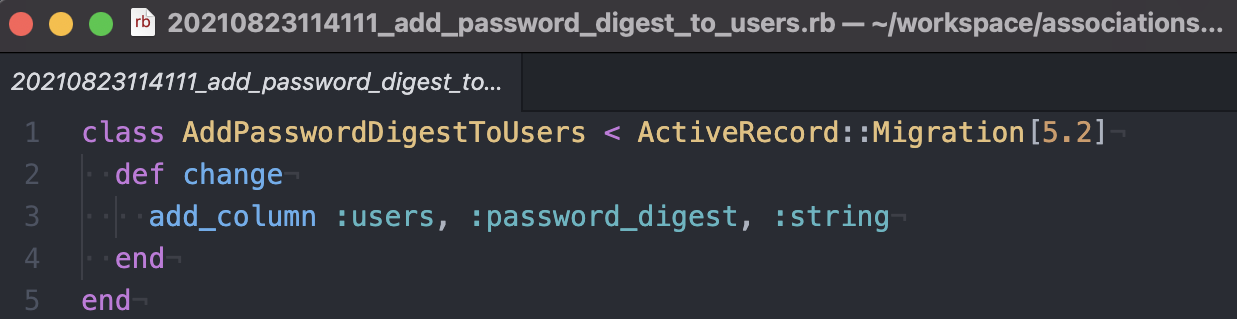 rb 20210823114111_add_password_digest_to_users.rb — ~/workspace/associations...
20210823114111_add_password_digest_to...
1 class AddPasswordDigestToUsers < ActiveRecord::Migration[5.2]¬
2 ··def change¬
3 ····add_column :users, :password_digest, :string¬
4 ··end¬
5 end¬